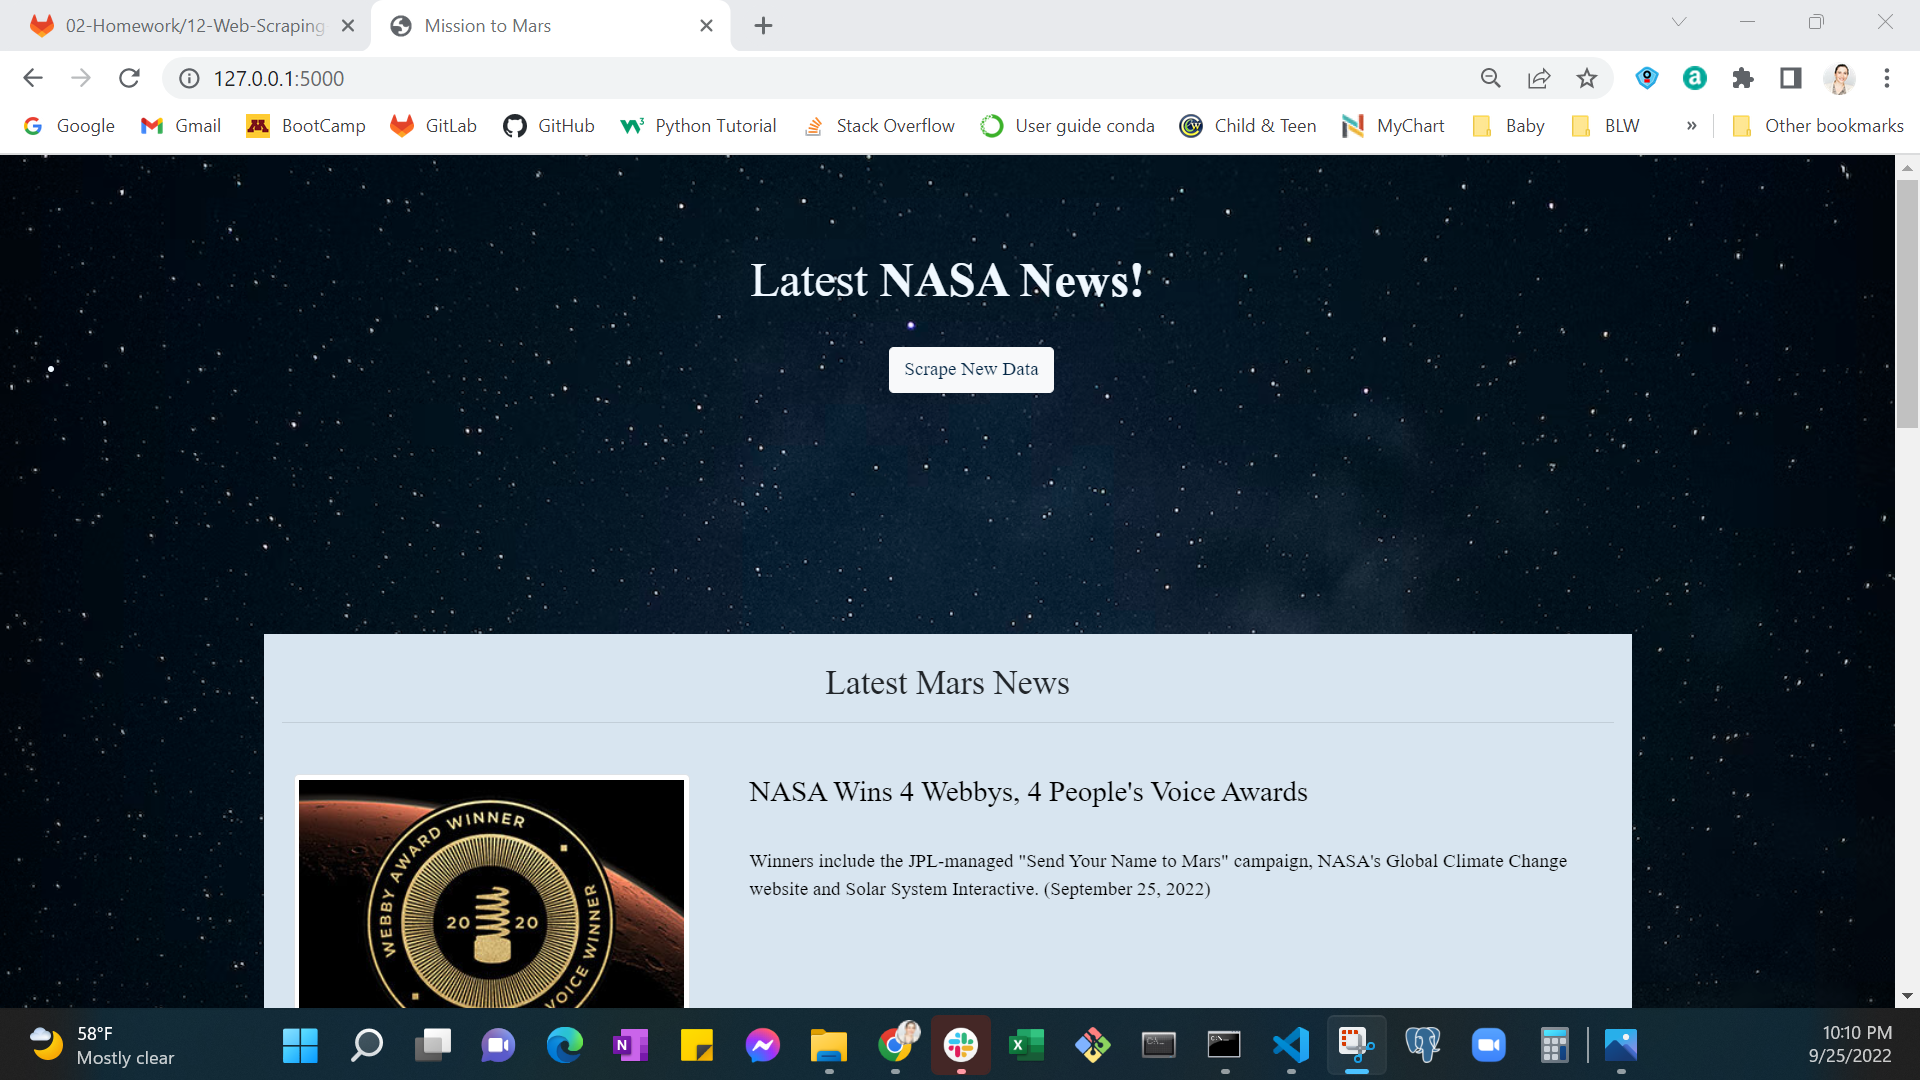 02-Homework/12-Web-Scraping
Mission to Mars
127.0.0.1:5000
Google
Gmail
BootCamp
GitLab
GitHub
Python Tutorial
Stack Overflow
User guide conda
Child & Teen
MyChart
Baby
BLW
»
Other bookmarks
Latest NASA News!
Scrape New Data
Latest Mars News
WEBBY AWARD WINNER
20 20
VOICE WINNER
NASA Wins 4 Webbys, 4 People's Voice Awards
Winners include the JPL-managed "Send Your Name to Mars" campaign, NASA's Global Climate Change
website and Solar System Interactive. (September 25, 2022)
58°F
Mostly clear
10:10 PM
9/25/2022